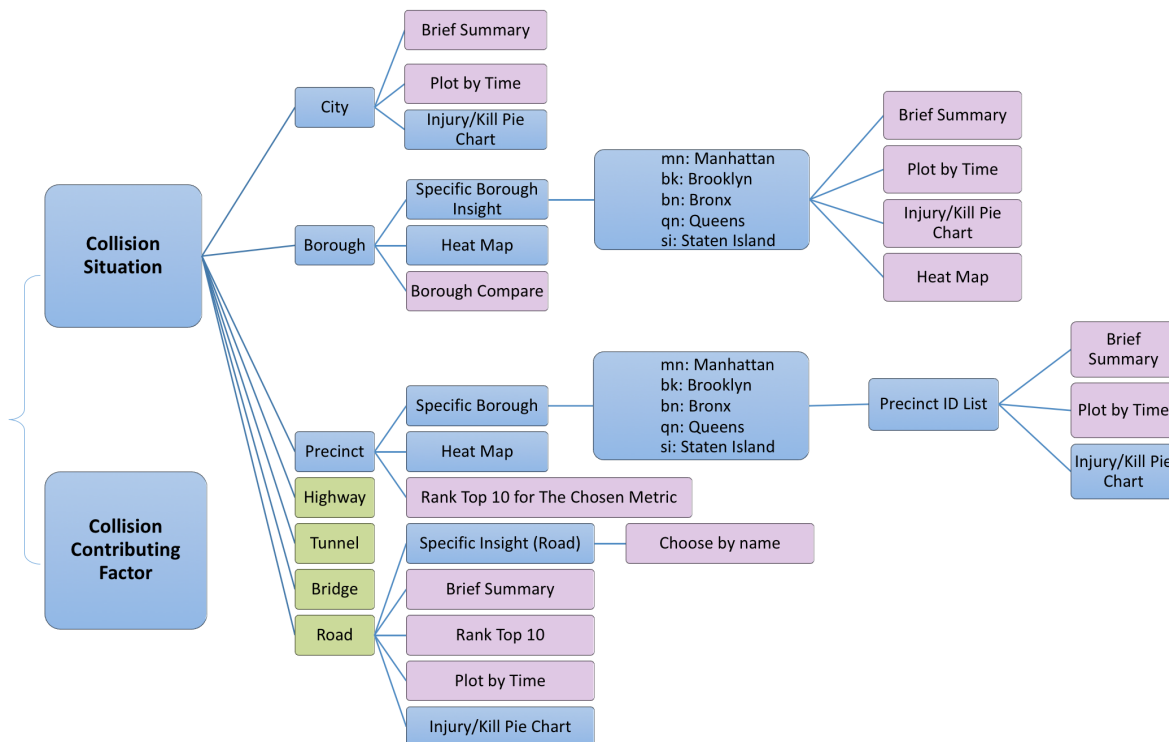 Collision
Situation
Collision
Contributing
Factor
City
Brief Summary
Plot by Time
Injury/Kill Pie
Chart
Borough
Specific Borough
Insight
Heat Map
Borough Compare
mn: Manhattan
bk: Brooklyn
bn: Bronx
qn: Queens
si: Staten Island
Brief Summary
Plot by Time
Injury/Kill Pie
Chart
Heat Map
Precinct
Specific Borough
Heat Map
Rank Top 10 for The Chosen Metric
mn: Manhattan
bk: Brooklyn
bn: Bronx
qn: Queens
si: Staten Island
Precinct ID List
Brief
Summary
Plot by Time
Injury/Kill Pie
Chart
Highway
Tunnel
Bridge
Road
Specific Insight (Road)
Choose by name
Brief Summary
Rank Top 10
Plot by Time
Injury/Kill Pie Chart